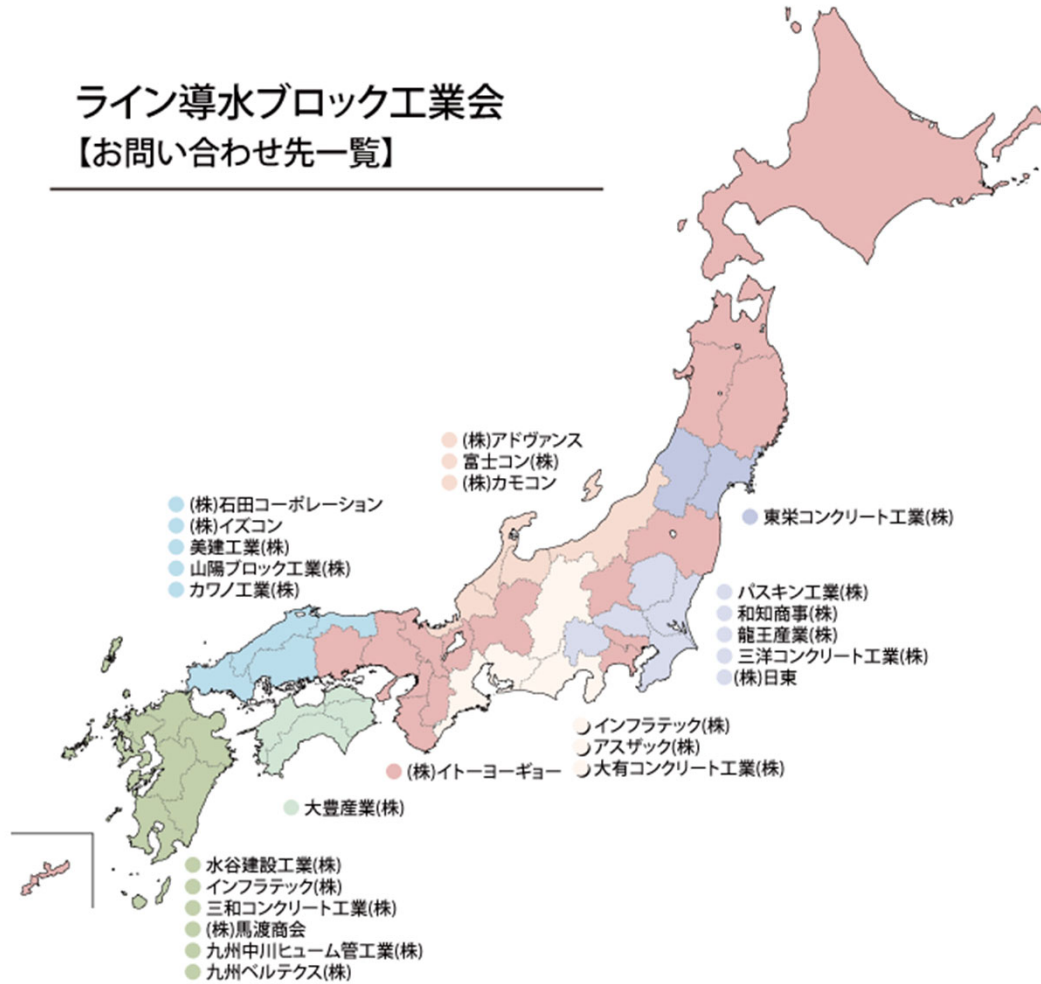 ライン導水ブロック工業会
【お問い合わせ先一覧】
(株)アドヴァンス
富士コン(株)
(株)カモコン
(株)石田コーポレーション
(株)イズコン
美建工業(株)
山陽ブロック工業(株)
カワノ工業(株)
東栄コンクリート工業(株)
パスキン工業(株)
和知商事(株)
龍王産業(株)
三洋コンクリート工業(株)
(株)日東
インフラテック(株)
アスザック(株)
大有コンクリート工業(株)
(株)イトーヨーギョー
大豊産業(株)
水谷建設工業(株)
インフラテック(株)
三和コンクリート工業(株)
(株)馬渡商会
九州中川ヒューム管工業(株)
九州ベルテクス(株)